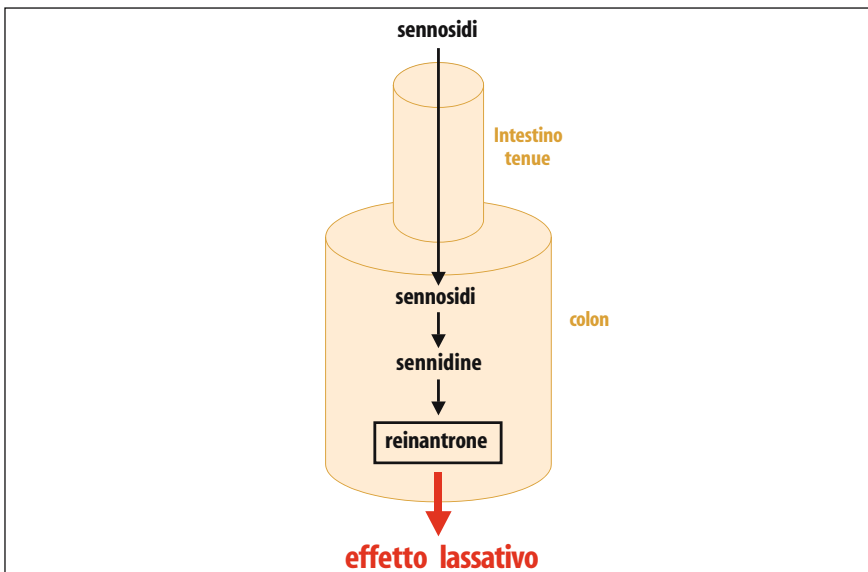 sennosidi
Intestino
tenue
sennosidi
colon
sennidine
reinantrone
effetto lassativo